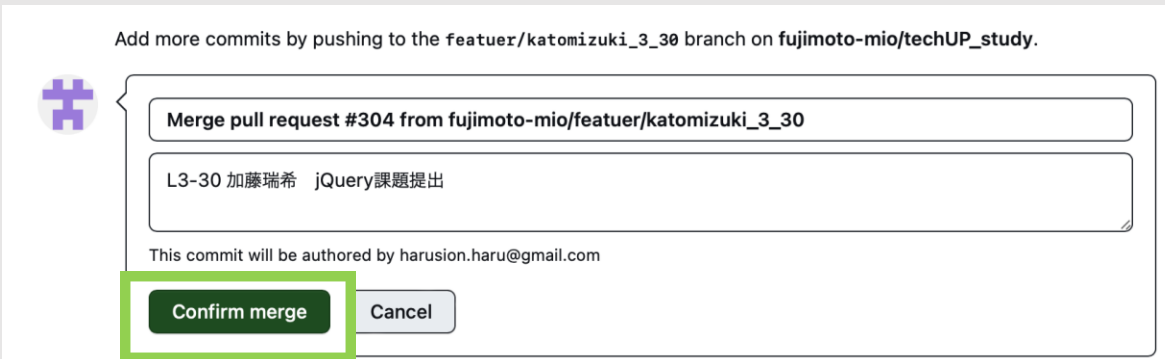 Add more commits by pushing to the featuer/katomizuki_3_30 branch on fujimoto-mio/techUP_study.
Merge pull request #304 from fujimoto-mio/featuer/katomizuki_3_30
L3-30 加藤瑞希　jQuery課題提出
This commit will be authored by harusion.haru@gmail.com
Confirm merge
Cancel